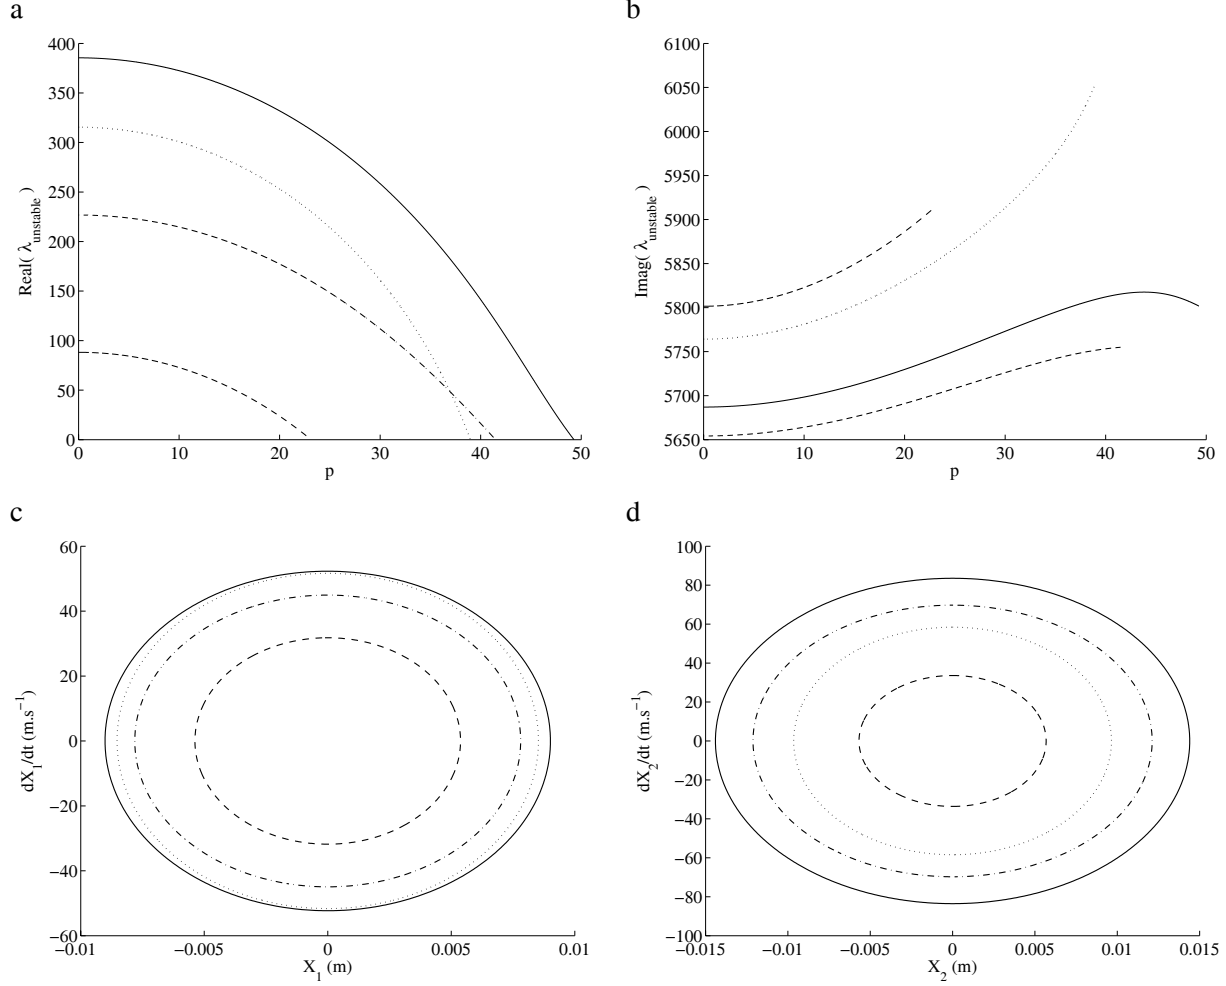 a
400
350
300
250
200
150
100
50
0
0 10 20 30 40 50
p
Real( λunstable )
b
6100
6050
6000
5950
5900
5850
5800
5750
5700
5650
0 10 20 30 40 50
p
Imag( λunstable )
c
60
40
20
0
−20
−40
−60
−0.01 −0.005 0 0.005 0.01
X1 (m)
dX1/dt (m.s−1)
d
100
80
60
40
20
0
−20
−40
−60
−80
−100
−0.015 −0.01 −0.005 0 0.005 0.01 0.015
X2 (m)
dX2/dt (m.s−1)